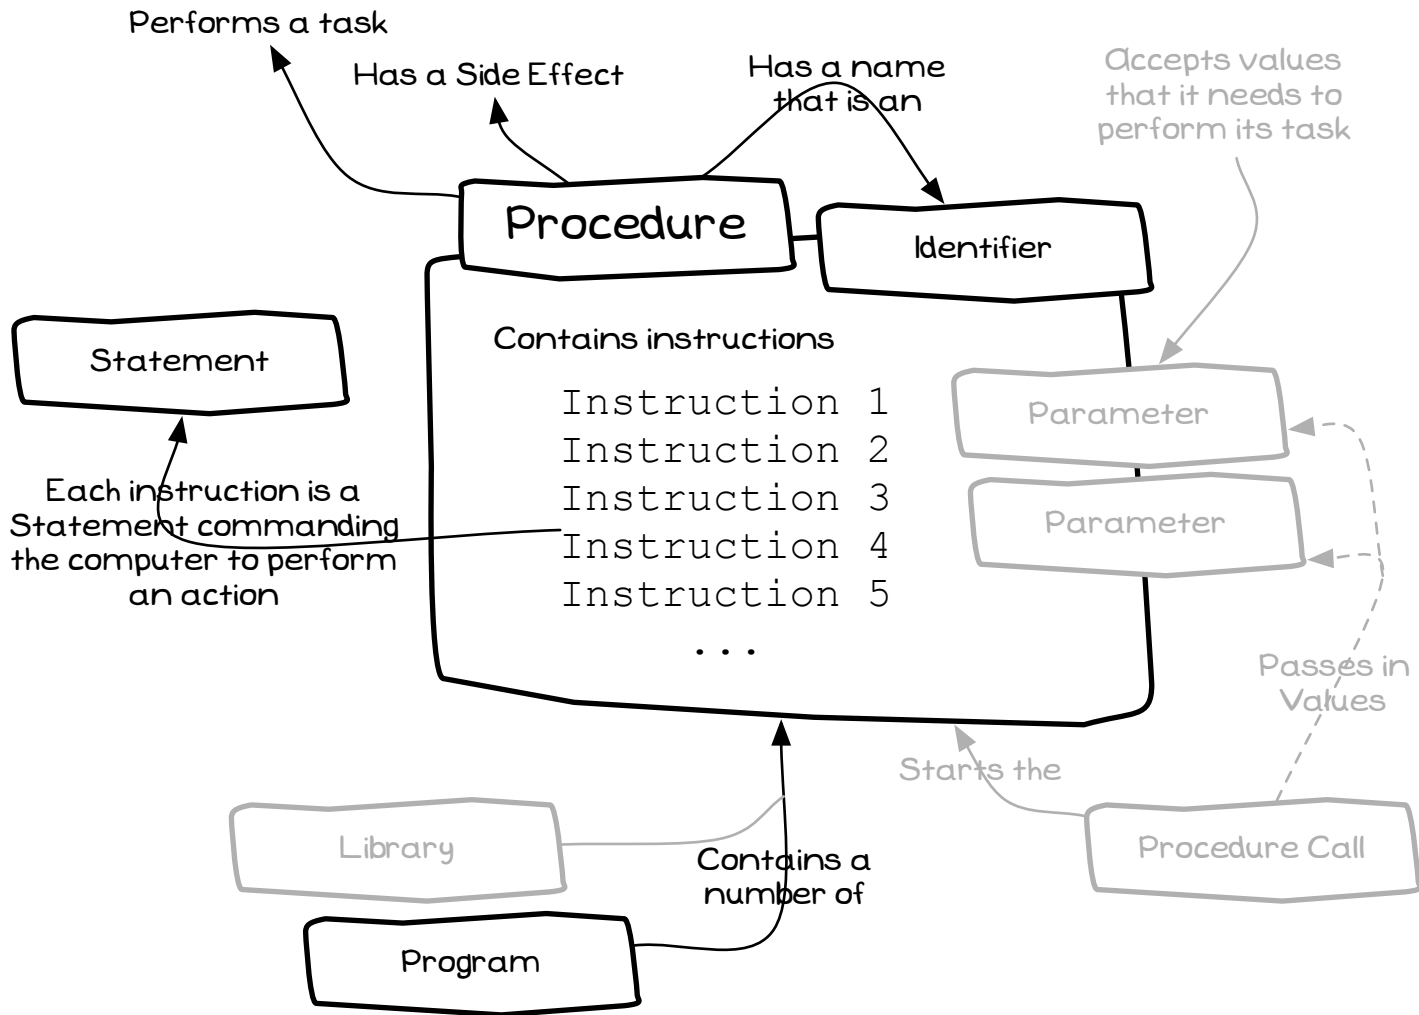 Performs a task
Has a Side Effect
Has a name
that is an
Accepts values
that it needs to
perform its task
Procedure
Identifier
Statement
Contains instructions
Instruction 1
Instruction 2
Instruction 3
Instruction 4
Instruction 5
...
Parameter
Parameter
Each instruction is a
Statement commanding
the computer to perform
an action
Passes in
Values
Starts the
Library
Contains a
number of
Procedure Call
Program